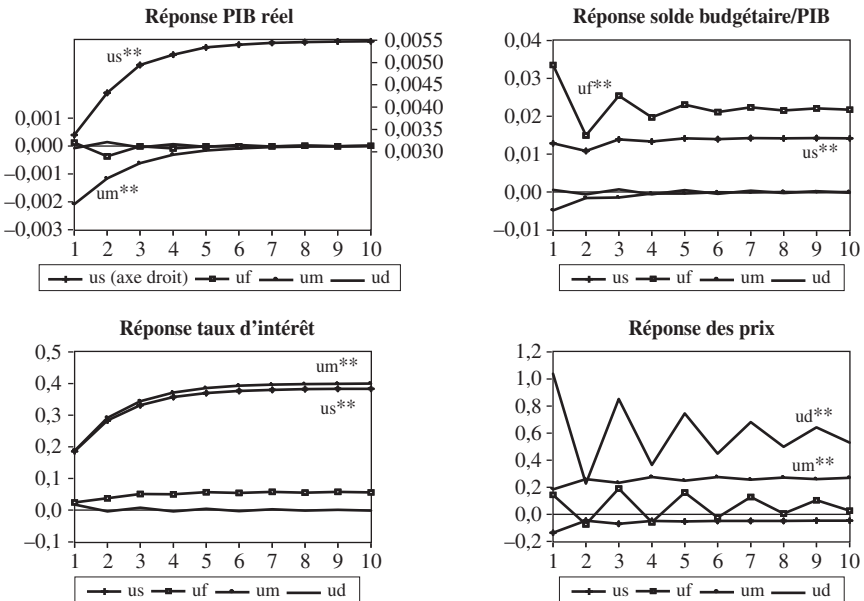 Réponse PIB réel
us**
0,0055
0,0050
0,0045
0,0040
0,0035
0,0030
0,001
0,000
–0,001
–0,002
–0,003
um**
1 2 3 4 5 6 7 8 9 10
us (axe droit) uf um ud
Réponse solde budgétaire/PIB
0,04
0,03
0,02
0,01
0,00
–0,01
uf**
us**
1 2 3 4 5 6 7 8 9 10
us uf um ud
Réponse taux d'intérêt
0,5
0,4
0,3
0,2
0,1
0,0
–0,1
um**
us**
1 2 3 4 5 6 7 8 9 10
us uf um ud
Réponse des prix
1,2
1,0
0,8
0,6
0,4
0,2
0,0
–0,2
ud**
um**
1 2 3 4 5 6 7 8 9 10
us uf um ud